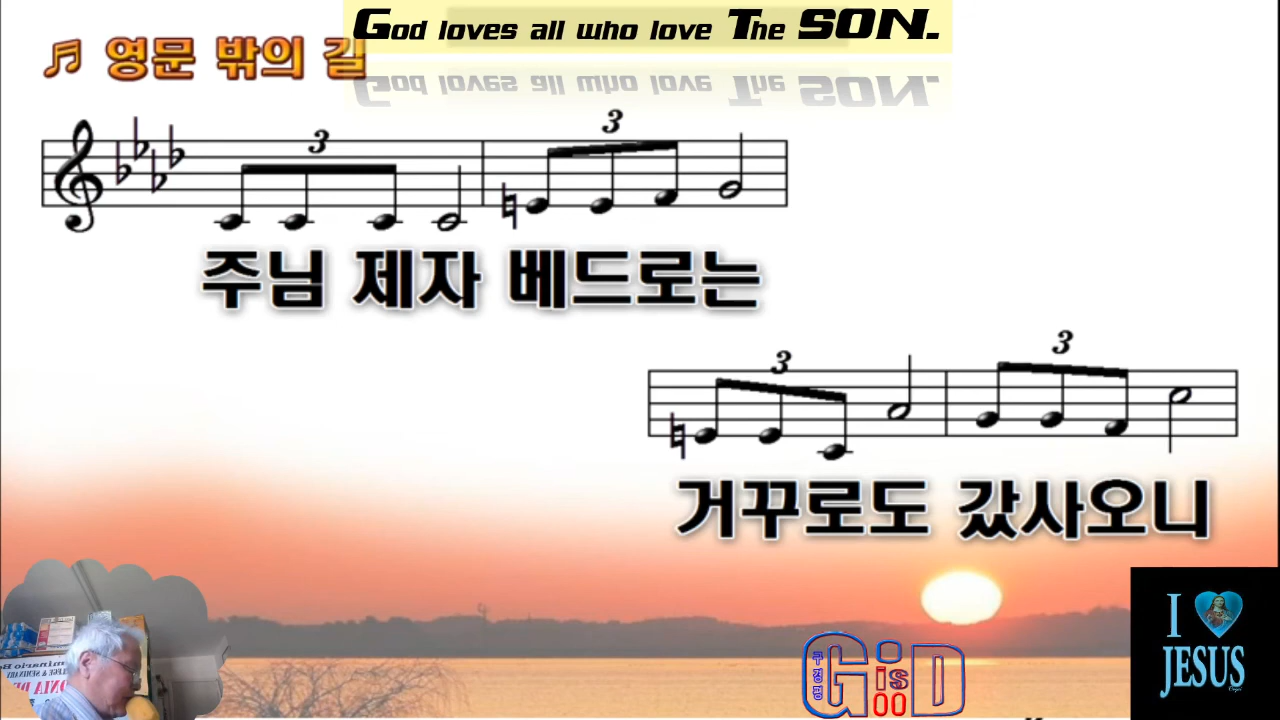 God loves all who love The SON.
♬ 영문 밖의 길
3 3
주님 제자 베드로는
3 3
거꾸로도 갔사오니
I
JESUS
God is